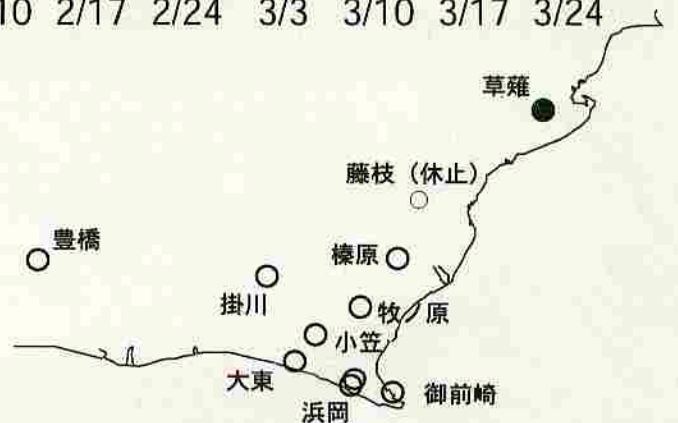 10 2/17 2/24 3/3 3/10 3/17 3/24
草薙
藤枝（休止）
豊橋
榛原
掛川
牧ノ原
小笠
大東
御前崎
浜岡